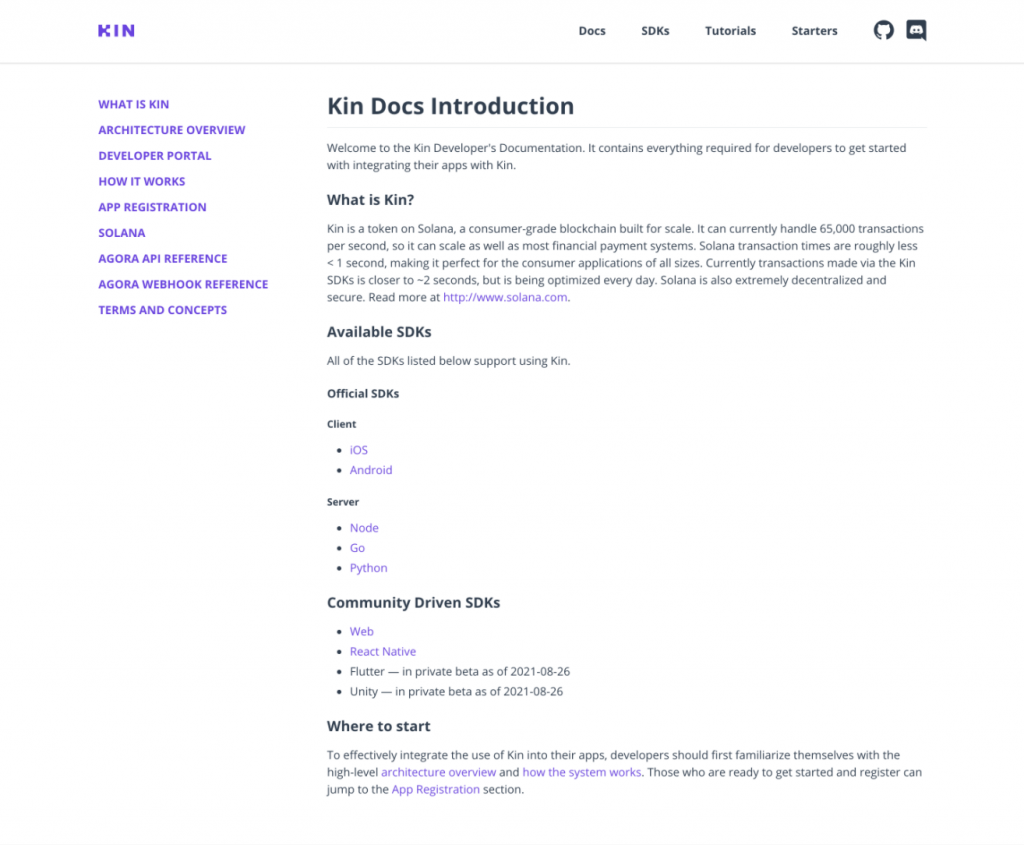 KIN
Docs
SDKs
Tutorials
Starters
WHAT IS KIN
ARCHITECTURE OVERVIEW
DEVELOPER PORTAL
HOW IT WORKS
APP REGISTRATION
SOLANA
AGORA API REFERENCE
AGORA WEBHOOK REFERENCE
TERMS AND CONCEPTS
Kin Docs Introduction
Welcome to the Kin Developer's Documentation. It contains everything required for developers to get started
with integrating their apps with Kin.
What is Kin?
Kin is a token on Solana, a consumer-grade blockchain built for scale. It can currently handle 65,000 transactions
per second, so it can scale as well as most financial payment systems. Solana transaction times are roughly less
< 1 second, making it perfect for the consumer applications of all sizes. Currently transactions made via the Kin
SDKs is closer to ~2 seconds, but is being optimized every day. Solana is also extremely decentralized and
secure. Read more at http://www.solana.com.
Available SDKs
All of the SDKs listed below support using Kin.
Official SDKs
Client
• iOS
• Android
Server
• Node
• Go
• Python
Community Driven SDKs
• Web
• React Native
• Flutter — in private beta as of 2021-08-26
• Unity — in private beta as of 2021-08-26
Where to start
To effectively integrate the use of Kin into their apps, developers should first familiarize themselves with the
high-level architecture overview and how the system works. Those who are ready to get started and register can
jump to the App Registration section.